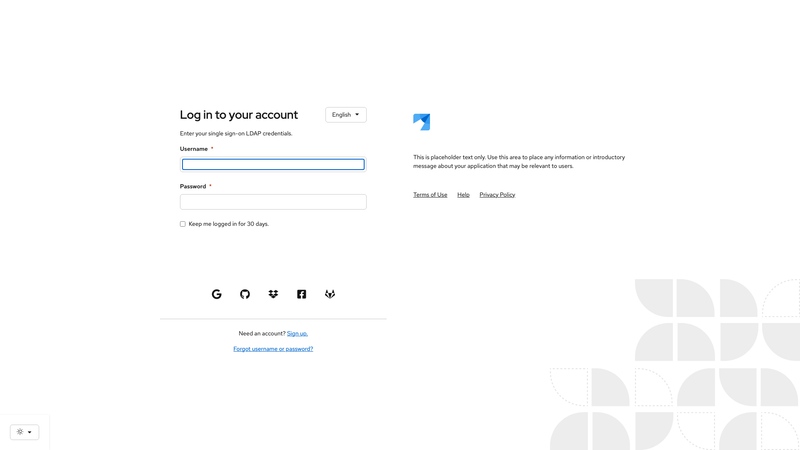 Log in to your account
English
Enter your single sign-on LDAP credentials.
Username *
Password *
Keep me logged in for 30 days.
Need an account? Sign up.
Forgot username or password?
This is placeholder text only. Use this area to place any information or introductory
message about your application that may be relevant to users.
Terms of Use Help Privacy Policy